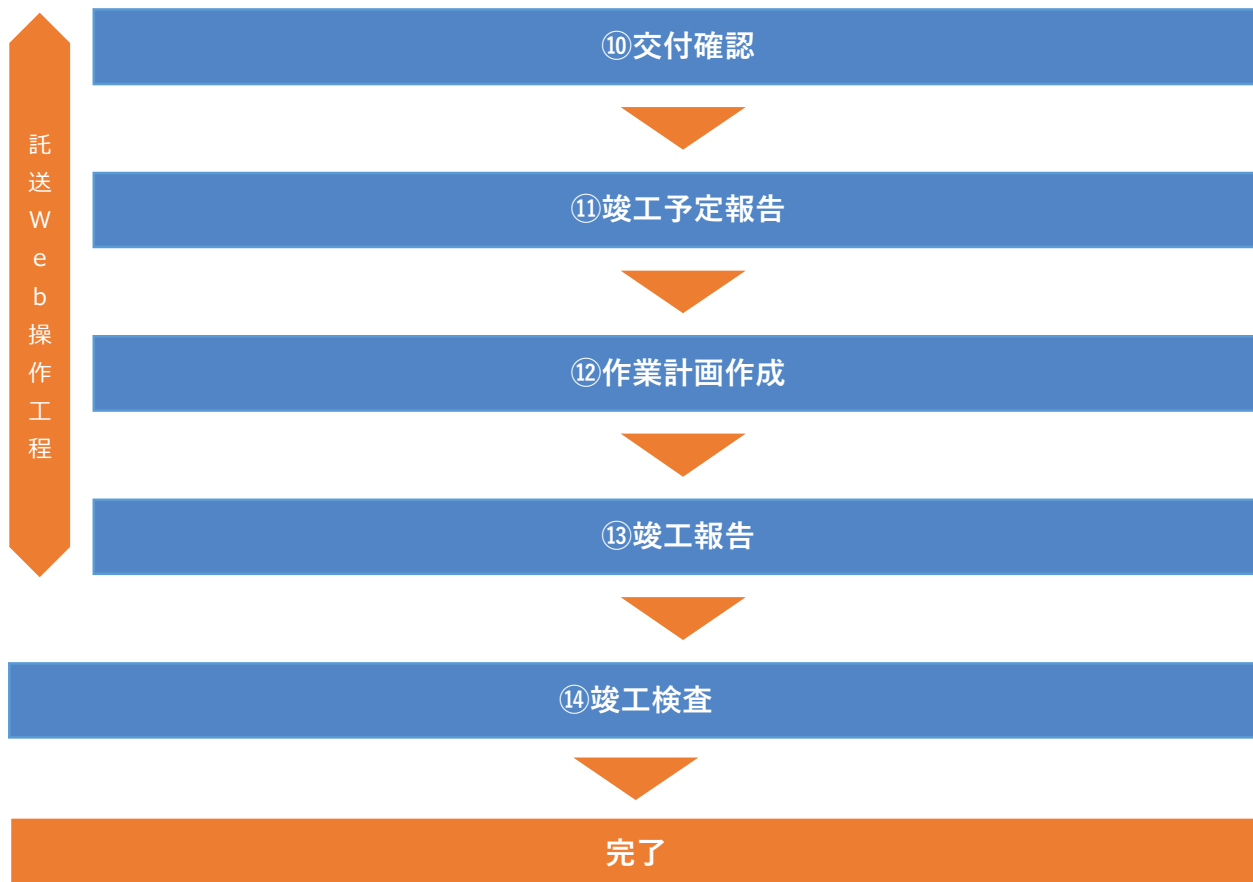 託送Web操作工程
⑩交付確認
⑪竣工予定報告
⑫作業計画作成
⑬竣工報告
⑭竣工検査
完了